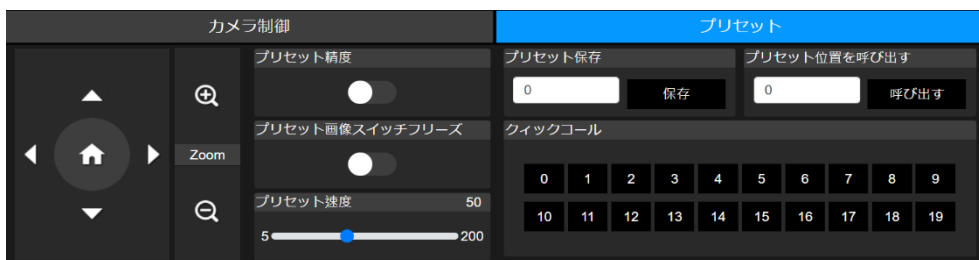 カメラ制御
プリセット
プリセット精度
プリセット保存
プリセット位置を呼び出す
0
保存
0
呼び出す
プリセット画像スイッチフリーズ
クィックコール
Zoom
0 1 2 3 4 5 6 7 8 9
プリセット速度 50
10 11 12 13 14 15 16 17 18 19
5 200